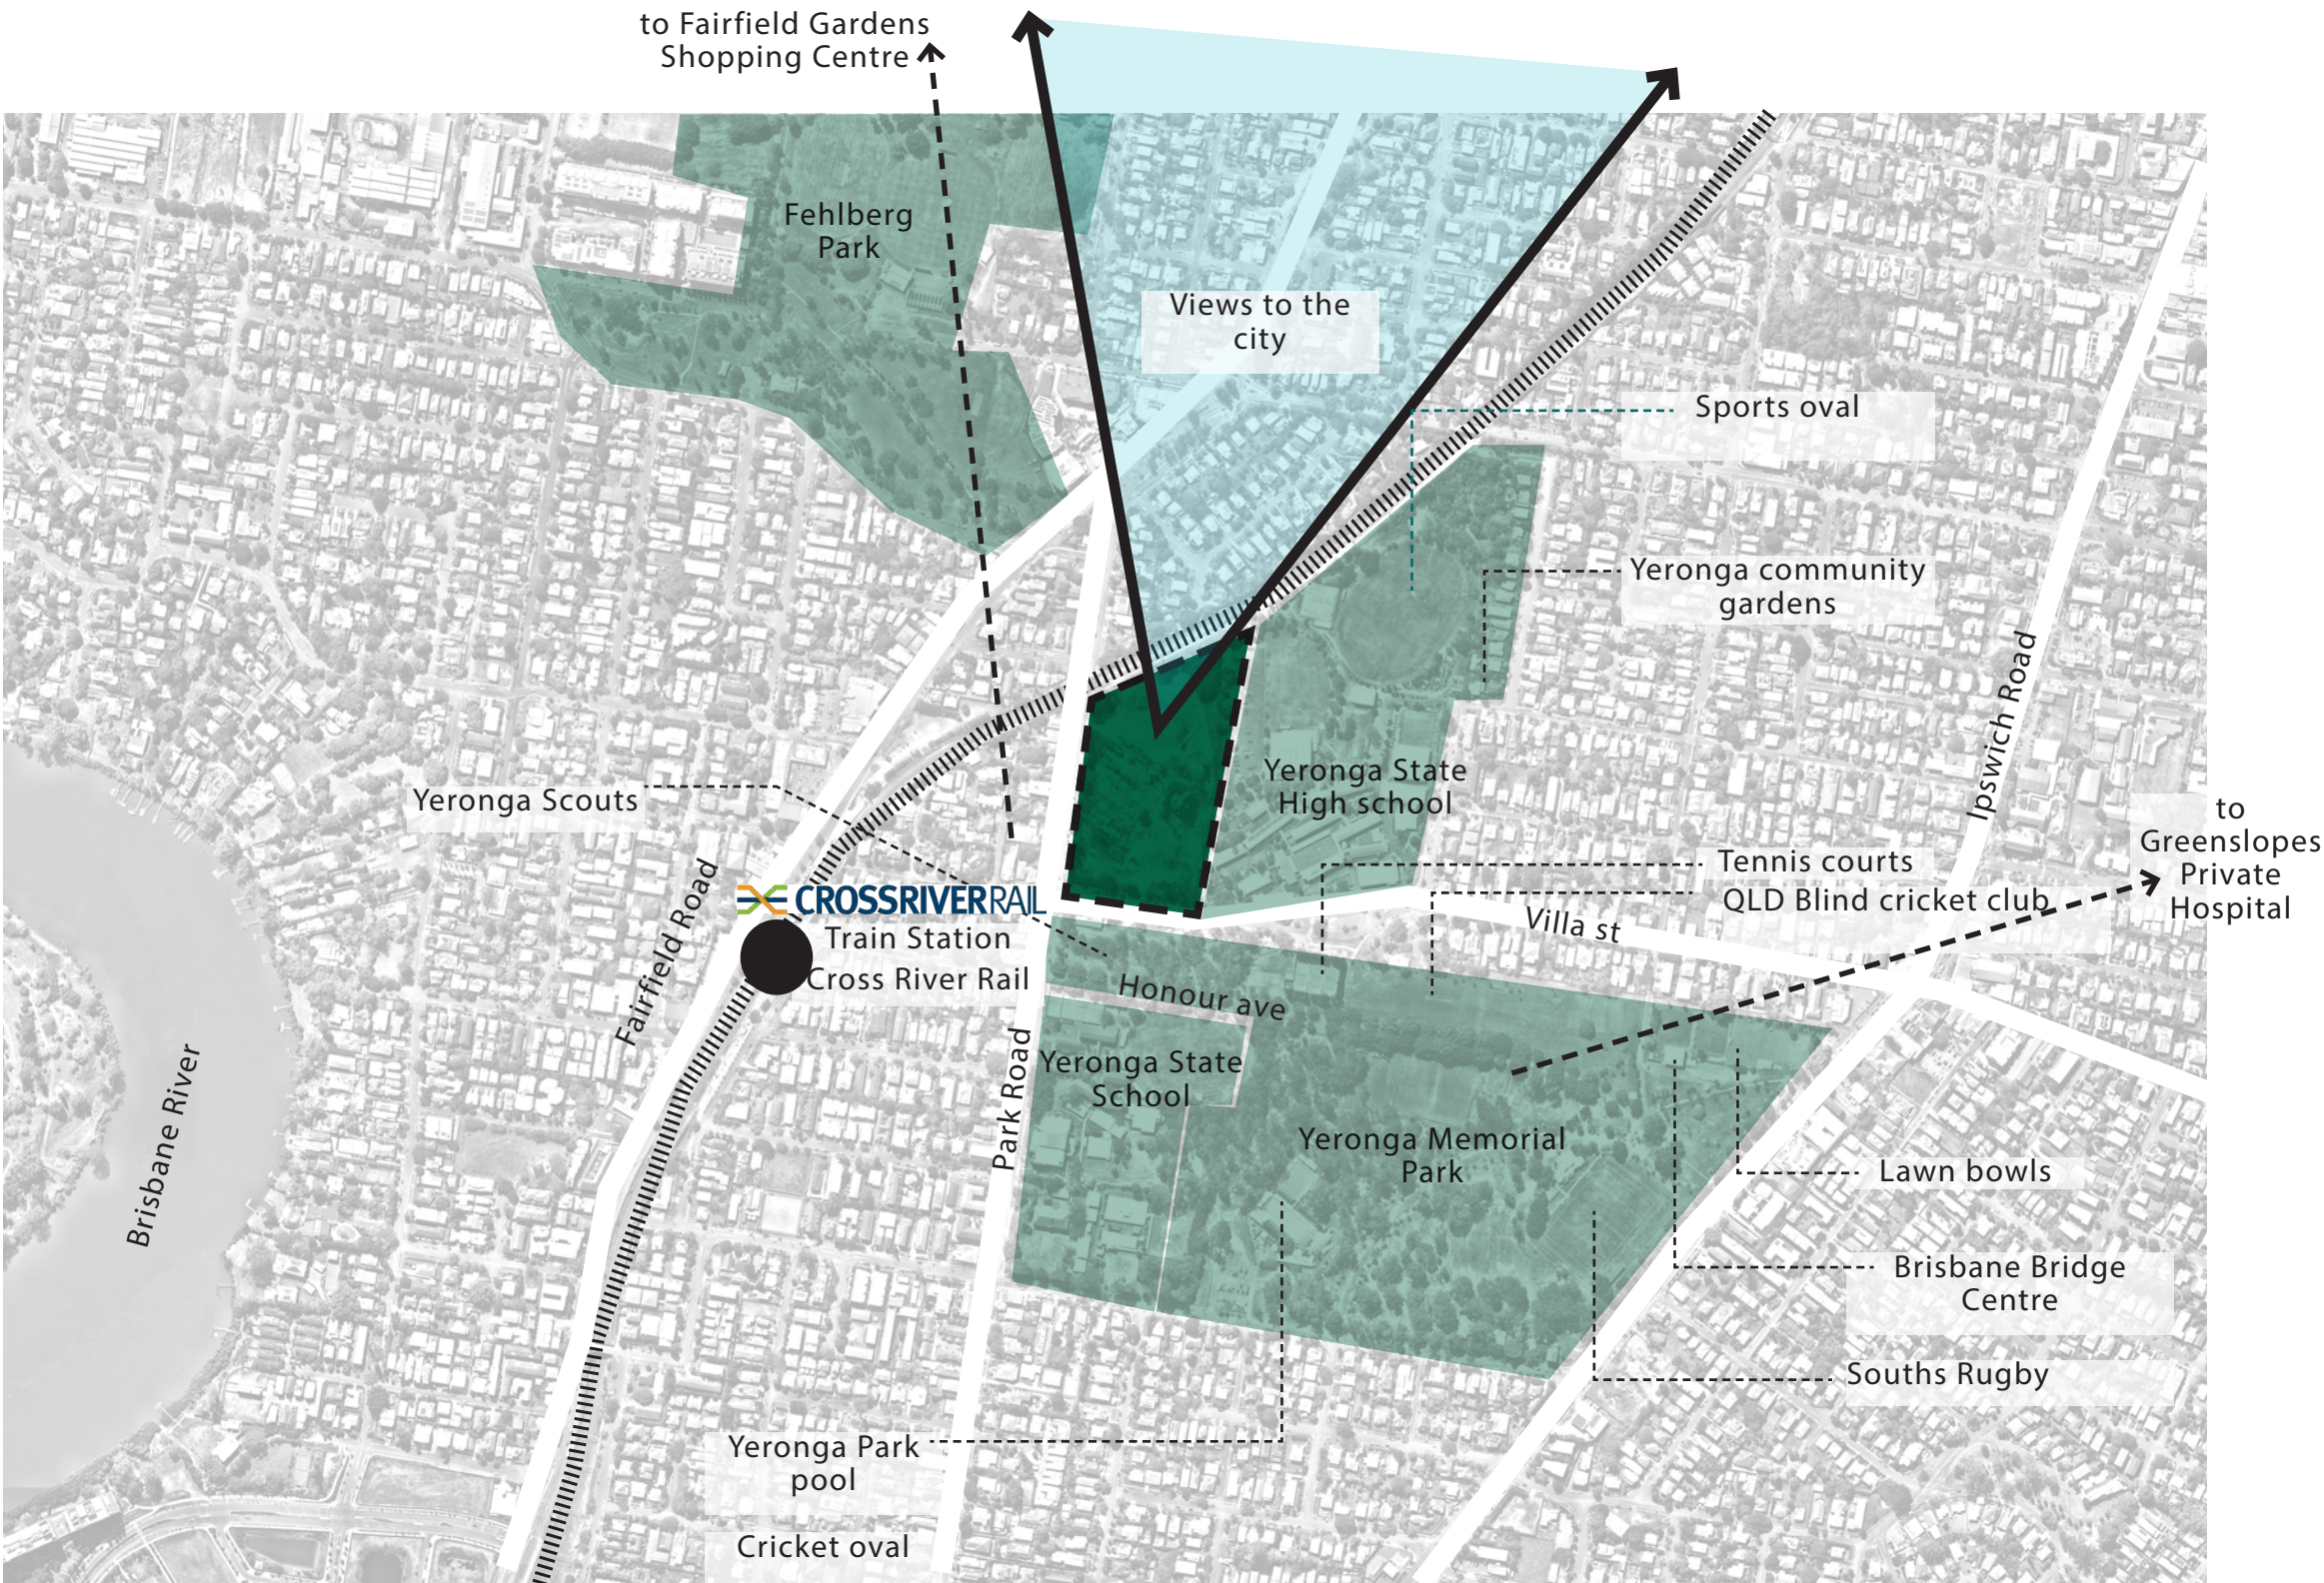 to Fairfield Gardens
Shopping Centre
Fehlberg
Park
Views to the
city
Sports oval
Yeronga community
gardens
Ipswich Road
Yeronga State
High school
Yeronga Scouts
to
Greenslopes
Private
Hospital
Tennis courts
QLD Blind cricket club
Villa st
CROSSRIVERRAIL
Train Station
Cross River Rail
Fairfield Road
Honour ave
Park Road
Yeronga State
School
Brisbane River
Yeronga Memorial
Park
Lawn bowls
Brisbane Bridge
Centre
Souths Rugby
Yeronga Park
pool
Cricket oval